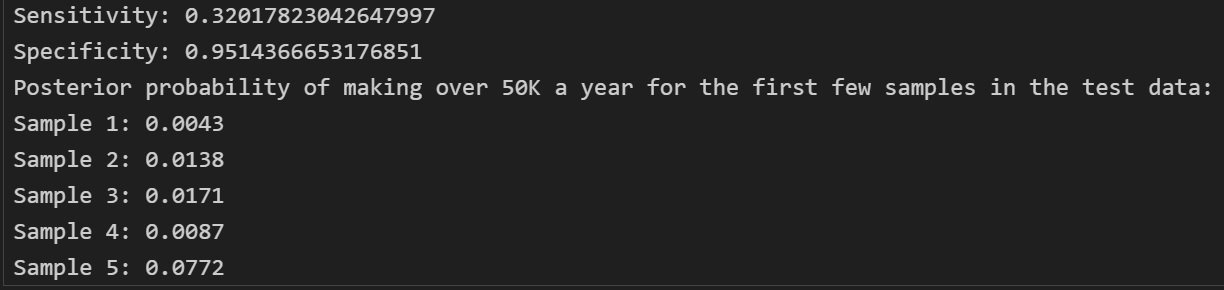 Sensitivity: 0.32017823042647997
Specificity: 0.9514366653176851
Posterior probability of making over 50K a year for the first few samples in the test data:
Sample 1: 0.0043
Sample 2: 0.0138
Sample 3: 0.0171
Sample 4: 0.0087
Sample 5: 0.0772